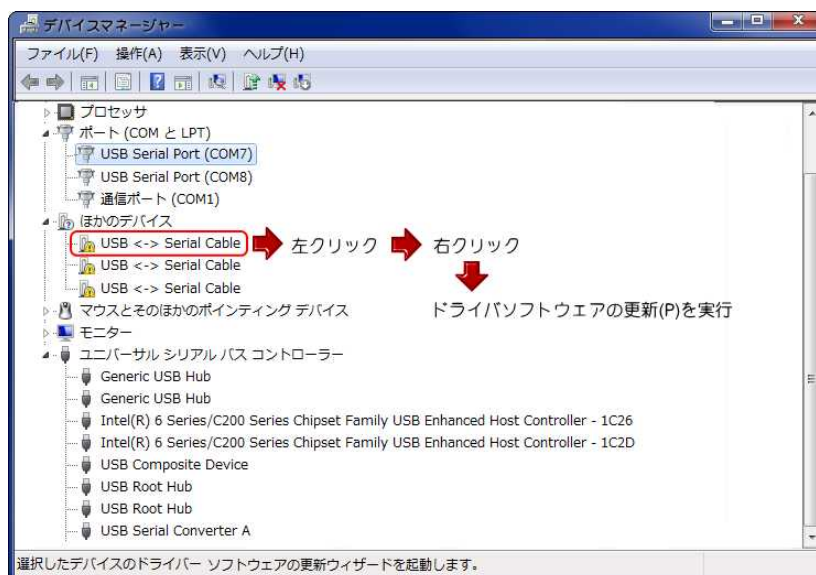 デバイスマネージャー
ファイル(F) 操作(A) 表示(V) ヘルプ(H)
プロセッサ
ポート (COM と LPT)
USB Serial Port (COM7)
USB Serial Port (COM8)
通信ポート (COM1)
ほかのデバイス
USB <-> Serial Cable 左クリック 右クリック
USB <-> Serial Cable
USB <-> Serial Cable
マウスとそのほかのポインティング デバイス ドライバソフトウェアの更新(P)を実行
モニター
ユニバーサル シリアル バス コントローラー
Generic USB Hub
Generic USB Hub
Intel(R) 6 Series/C200 Series Chipset Family USB Enhanced Host Controller - 1C26
Intel(R) 6 Series/C200 Series Chipset Family USB Enhanced Host Controller - 1C2D
USB Composite Device
USB Root Hub
USB Root Hub
USB Serial Converter A
選択したデバイスのドライバー ソフトウェアの更新ウィザードを起動します。